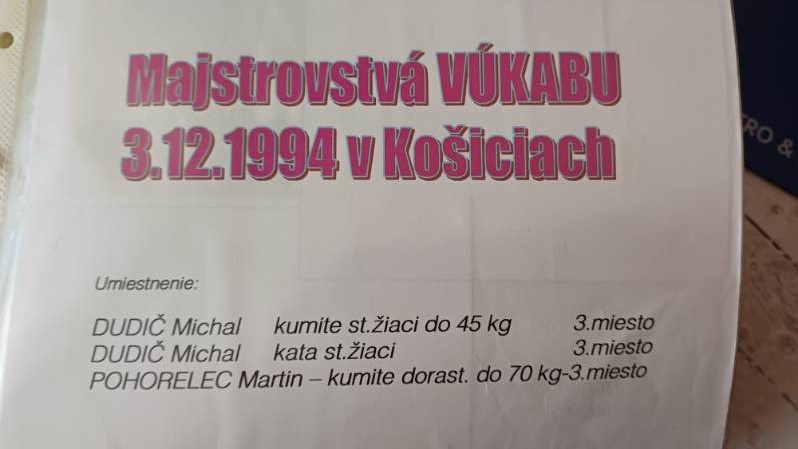 Majstrovstvá VÚKABU
3.12.1994 v Košiciach
Umiestnenie:
DUDIČ Michal kumite st.žiaci do 45 kg 3.miesto
DUDIČ Michal kata st.žiaci 3.miesto
POHORELEC Martin – kumite dorast. do 70 kg-3.miesto